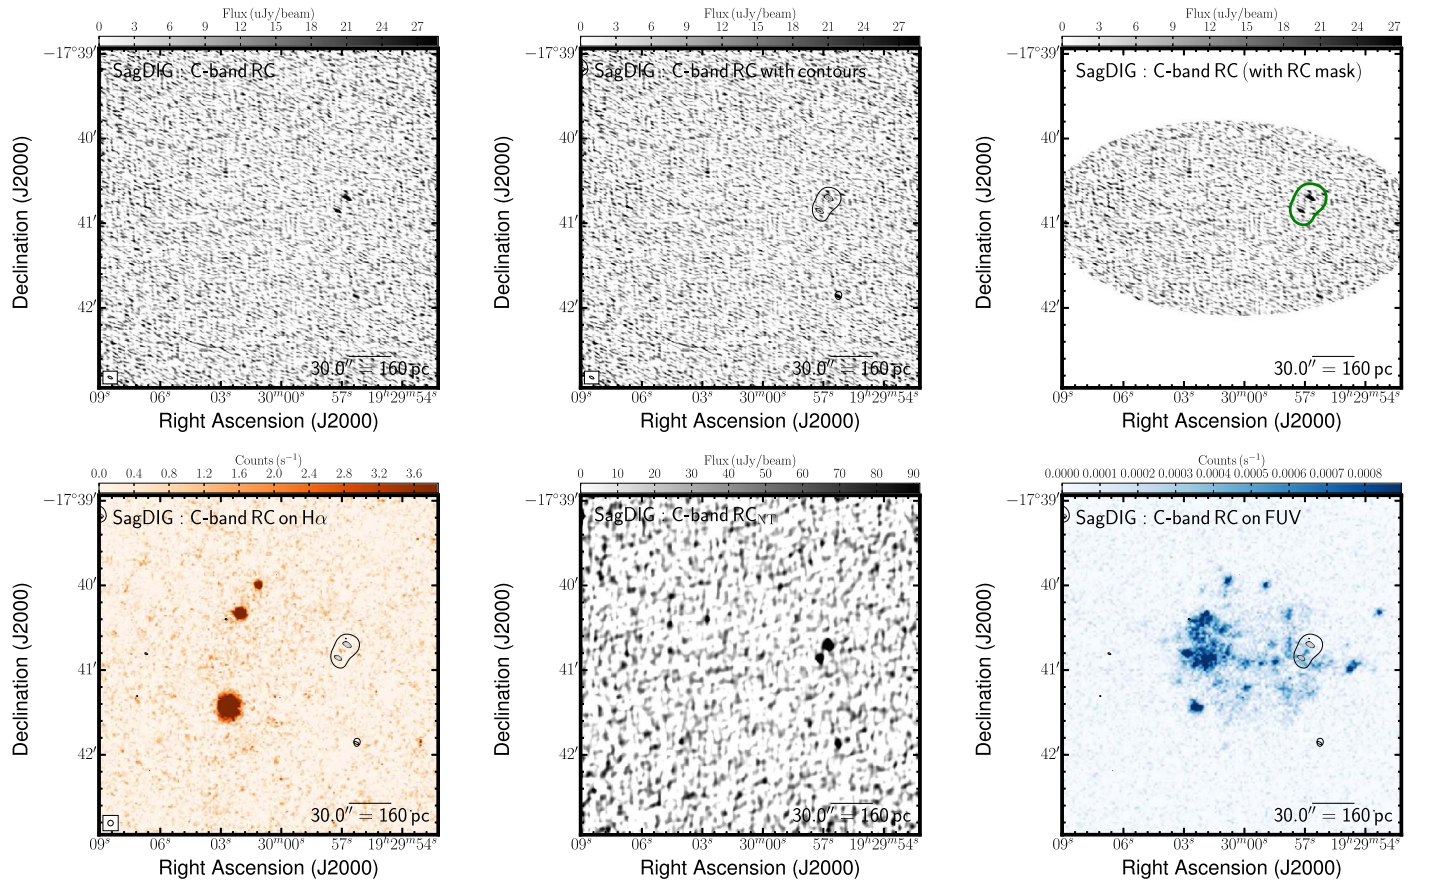 Flux (uJy/beam)
0 3 6 9 12 15 18 21 24 27
SagDIG : C-band RC
−17°39′
40′
41′
42′
Declination (J2000)
30.0″ = 160 pc
09ˢ 06ˢ 03ˢ 30ᵐ00ˢ 57ˢ 19ʰ29ᵐ54ˢ
Right Ascension (J2000)
Flux (uJy/beam)
0 3 6 9 12 15 18 21 24 27
SagDIG : C-band RC with contours
Declination (J2000)
40′
41′
42′
30.0″ = 160 pc
09ˢ 06ˢ 03ˢ 30ᵐ00ˢ 57ˢ 19ʰ29ᵐ54ˢ
Right Ascension (J2000)
Flux (uJy/beam)
0 3 6 9 12 15 18 21 24 27
SagDIG : C-band RC (with RC mask)
−17°39′
40′
41′
42′
Declination (J2000)
30.0″ = 160 pc
09ˢ 06ˢ 03ˢ 30ᵐ00ˢ 57ˢ 19ʰ29ᵐ54ˢ
Right Ascension (J2000)
Counts (s⁻¹)
0.0 0.4 0.8 1.2 1.6 2.0 2.4 2.8 3.2 3.6
SagDIG : C-band RC on Hα
−17°39′
40′
41′
42′
Declination (J2000)
30.0″ = 160 pc
09ˢ 06ˢ 03ˢ 30ᵐ00ˢ 57ˢ 19ʰ29ᵐ54ˢ
Right Ascension (J2000)
Flux (uJy/beam)
0 10 20 30 40 50 60 70 80 90
SagDIG : C-band RC_NT
Declination (J2000)
40′
41′
42′
30.0″ = 160 pc
09ˢ 06ˢ 03ˢ 30ᵐ00ˢ 57ˢ 19ʰ29ᵐ54ˢ
Right Ascension (J2000)
Counts (s⁻¹)
0.0000 0.0001 0.0002 0.0003 0.0004 0.0005 0.0006 0.0007 0.0008
SagDIG : C-band RC on FUV
−17°39′
40′
41′
42′
Declination (J2000)
30.0″ = 160 pc
09ˢ 06ˢ 03ˢ 30ᵐ00ˢ 57ˢ 19ʰ29ᵐ54ˢ
Right Ascension (J2000)